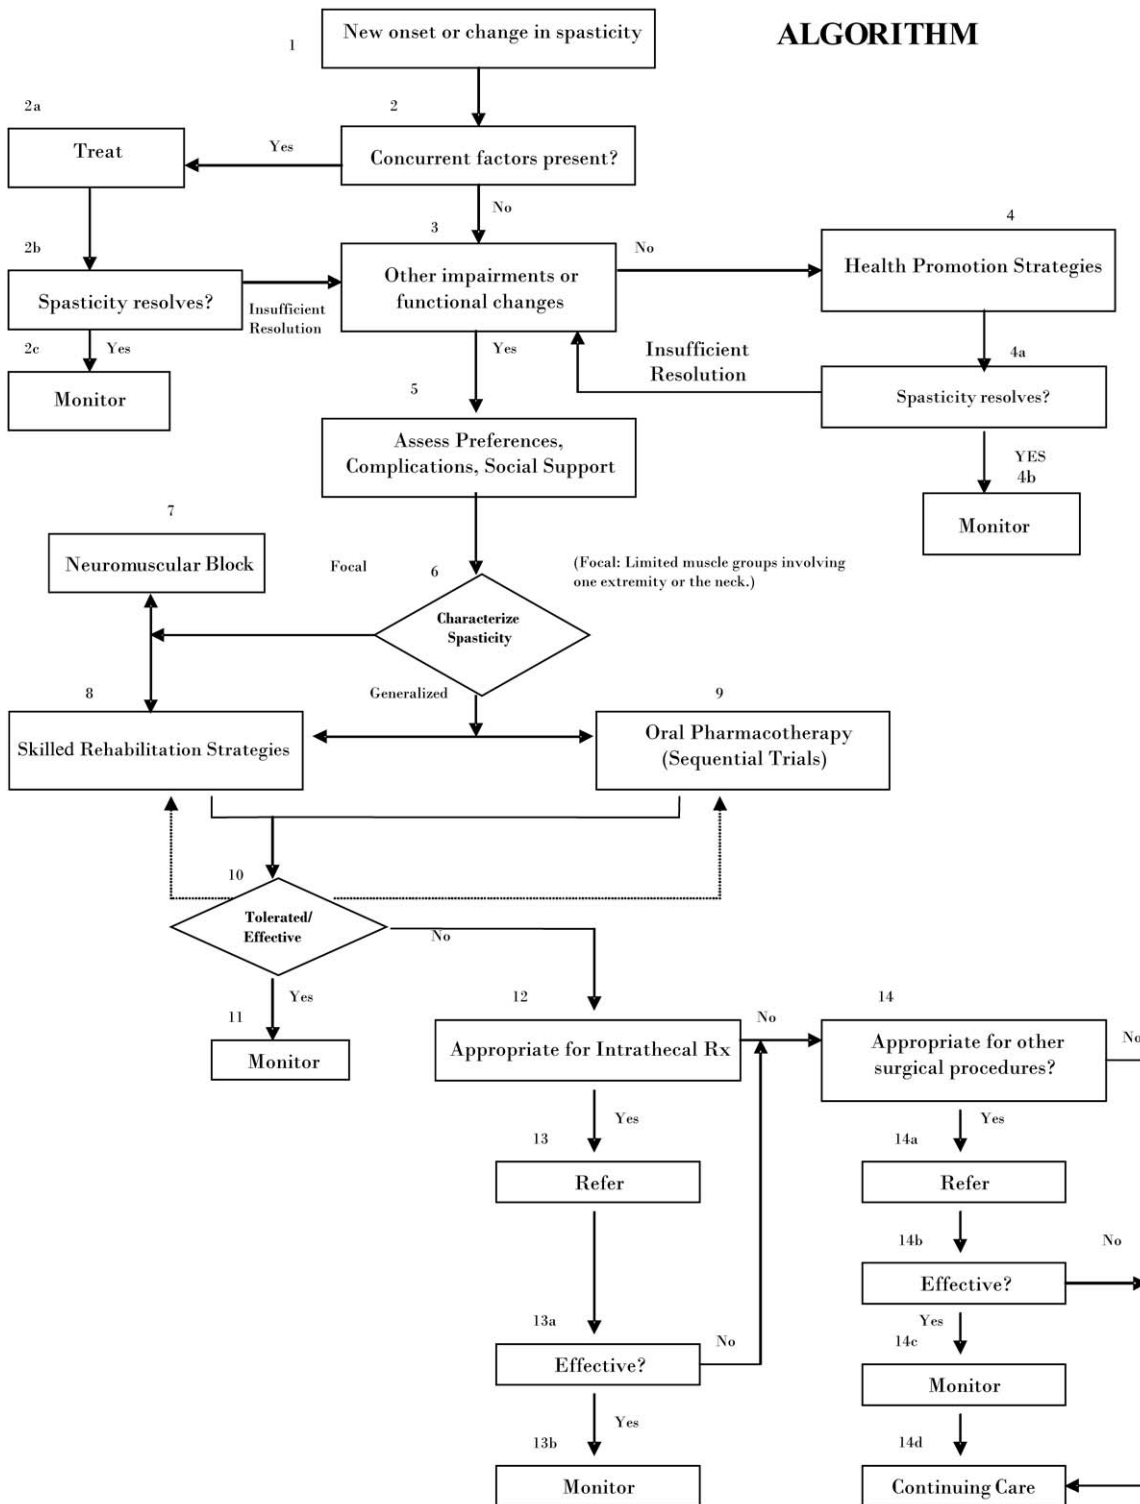 ALGORITHM
1
New onset or change in spasticity
2a
2
Treat
Yes
Concurrent factors present?
No
2b
3
4
Spasticity resolves?
Insufficient
Resolution
Other impairments or
functional changes
No
Health Promotion Strategies
2c
Yes
Yes
Insufficient
Resolution
4a
Monitor
5
Spasticity resolves?
Assess Preferences,
Complications, Social Support
YES
4b
Monitor
7
Neuromuscular Block
Focal
6
(Focal: Limited muscle groups involving
one extremity or the neck.)
Characterize
Spasticity
8
Generalized
9
Skilled Rehabilitation Strategies
Oral Pharmacotherapy
(Sequential Trials)
10
Tolerated/
Effective
No
Yes
11
Monitor
12
Appropriate for Intrathecal Rx
No
14
Appropriate for other
surgical procedures?
No
Yes
13
Refer
Yes
14a
Refer
14b
No
Effective?
13a
Effective?
No
Yes
14c
Monitor
Yes
13b
Monitor
14d
Continuing Care